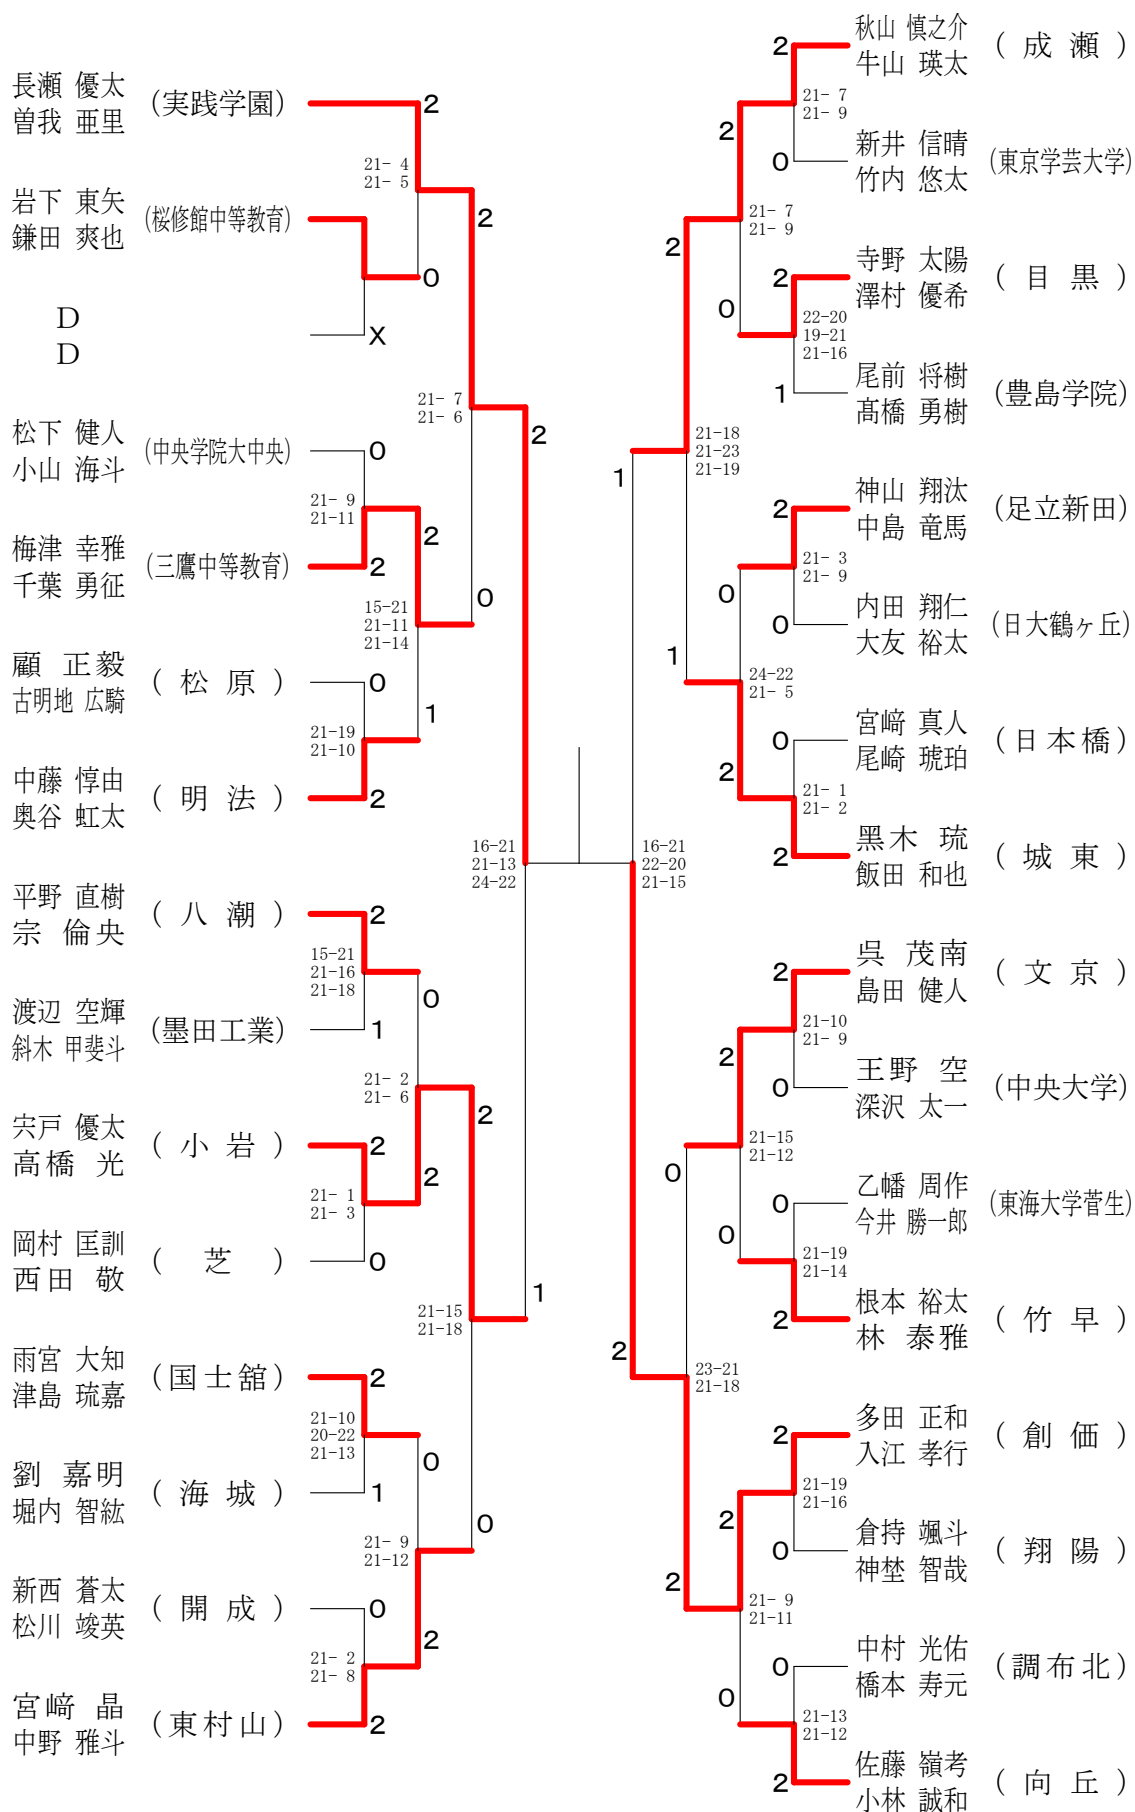 長瀬 優太
曽我 亜里
(実践学園)
2
21- 4
21- 5
岩下 東矢
鎌田 爽也
(桜修館中等教育)
2
0
D
D
X
21- 7
21- 6
2
松下 健人
小山 海斗
(中央学院大中央)
0
21- 9
21-11
2
梅津 幸雅
千葉 勇征
(三鷹中等教育)
2
0
15-21
21-11
21-14
顧 正毅
古明地 広騎
( 松 原 )
0
1
21-19
21-10
中藤 惇由
奥谷 虹太
( 明 法 )
2
16-21
21-13
24-22
平野 直樹
宗 倫央
( 八 潮 )
2
15-21
21-16
21-18
0
渡辺 空輝
斜木 甲斐斗
(墨田工業)
1
21- 2
21- 6
2
宍戸 優太
高橋 光
( 小 岩 )
2
2
21- 1
21- 3
岡村 匡訓
西田 敬
( 芝 )
0
1
21-15
21-18
雨宮 大知
津島 琉嘉
(国士舘)
2
21-10
20-22
21-13
0
劉 嘉明
堀内 智紘
( 海 城 )
1
0
21- 9
21-12
新西 蒼太
松川 竣英
( 開 成 )
0
2
21- 2
21- 8
宮﨑 晶
中野 雅斗
(東村山)
2
秋山 慎之介
牛山 瑛太
( 成 瀬 )
2
21- 7
21- 9
2
新井 信晴
竹内 悠太
(東京学芸大学)
0
21- 7
21- 9
2
寺野 太陽
澤村 優希
( 目 黒 )
2
0
22-20
19-21
21-16
尾前 将樹
髙橋 勇樹
(豊島学院)
1
21-18
21-23
21-19
1
神山 翔汰
中島 竜馬
(足立新田)
2
21- 3
21- 9
0
内田 翔仁
大友 裕太
(日大鶴ヶ丘)
0
1
24-22
21- 5
宮﨑 真人
尾崎 琥珀
(日本橋)
0
2
21- 1
21- 2
黒木 琉
飯田 和也
( 城 東 )
2
16-21
22-20
21-15
呉 茂南
島田 健人
( 文 京 )
2
21-10
21- 9
2
王野 空
深沢 太一
(中央大学)
0
21-15
21-12
0
乙幡 周作
今井 勝一郎
(東海大学菅生)
0
0
21-19
21-14
根本 裕太
林 泰雅
( 竹 早 )
2
2
23-21
21-18
多田 正和
入江 孝行
( 創 価 )
2
21-19
21-16
2
倉持 颯斗
神埜 智哉
( 翔 陽 )
0
2
21- 9
21-11
中村 光佑
橋本 寿元
(調布北)
0
0
21-13
21-12
佐藤 嶺考
小林 誠和
( 向 丘 )
2